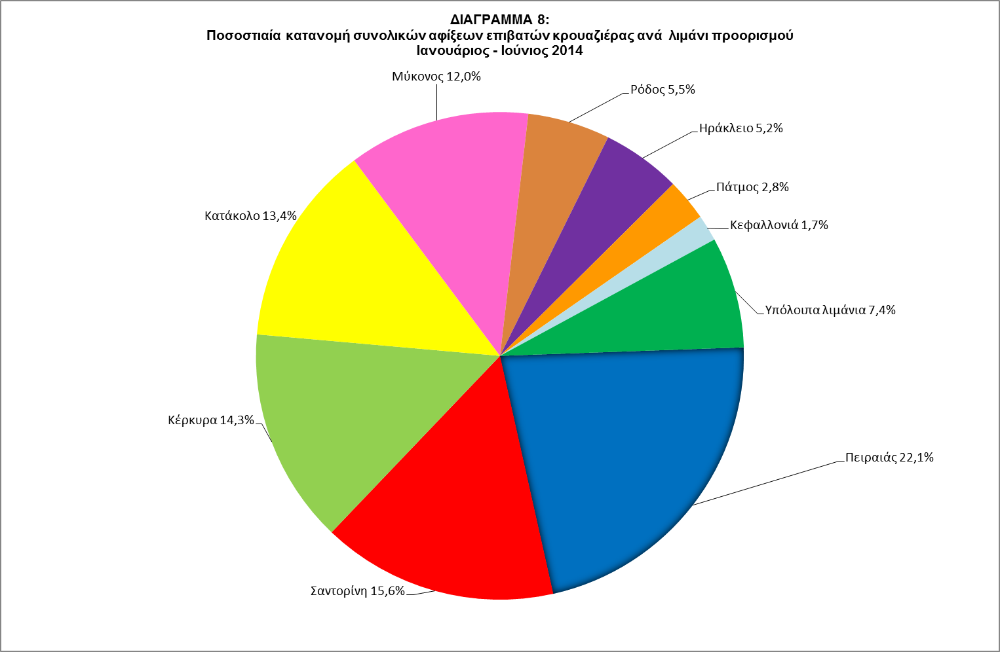 ΔΙΑΓΡΑΜΜΑ 8:
Ποσοστιαία κατανομή συνολικών αφίξεων επιβατών κρουαζιέρας ανά λιμάνι προορισμού
Ιανουάριος - Ιούνιος 2014
Μύκονος 12,0%
Ρόδος 5,5%
Ηράκλειο 5,2%
Πάτμος 2,8%
Κατάκολο 13,4%
Κεφαλλονιά 1,7%
Υπόλοιπα λιμάνια 7,4%
Κέρκυρα 14,3%
Πειραιάς 22,1%
Σαντορίνη 15,6%